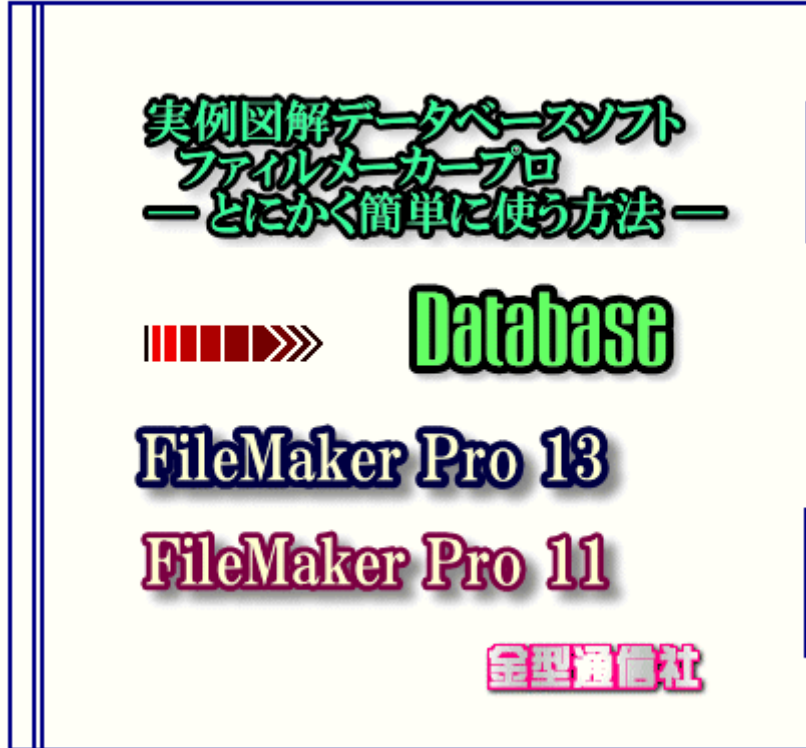 実例図解データベースソフト
ファイルメーカープロ
― とにかく簡単に使う方法 ―
Database
FileMaker Pro 13
FileMaker Pro 11
金型通信社